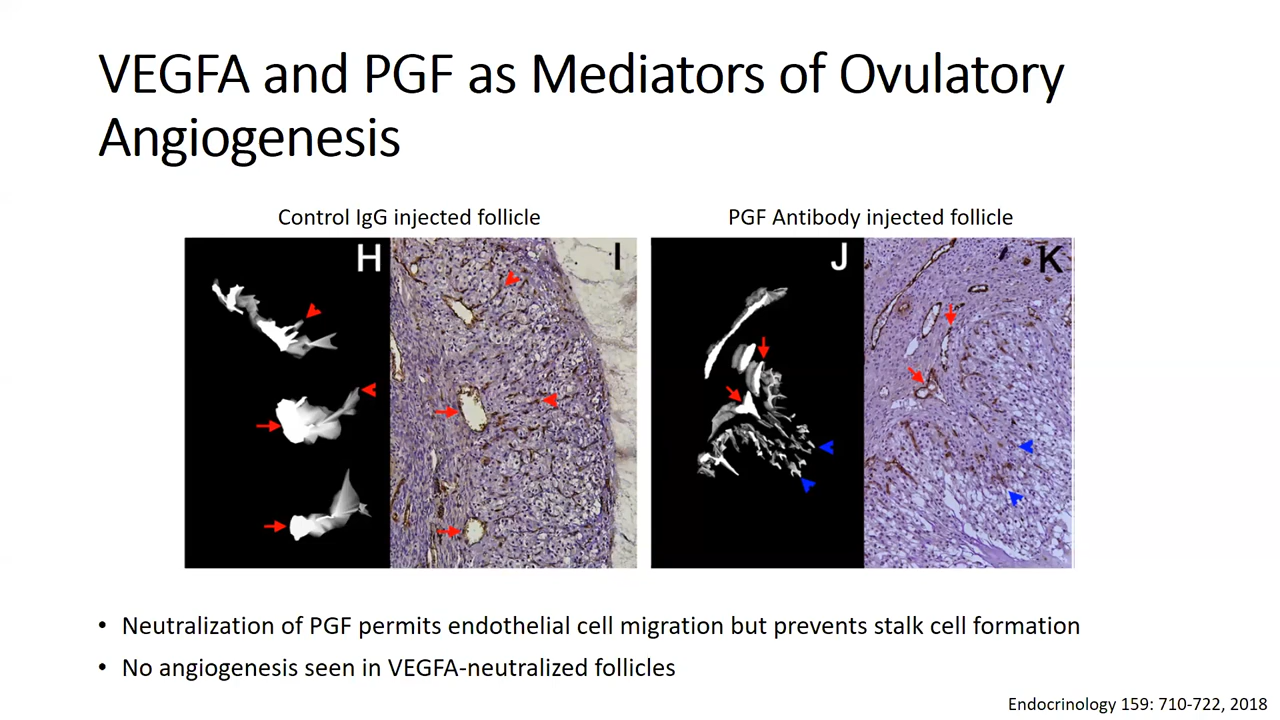 VEGFA and PGF as Mediators of Ovulatory
Angiogenesis
Control IgG injected follicle
PGF Antibody injected follicle
H
I
J
K
• Neutralization of PGF permits endothelial cell migration but prevents stalk cell formation
• No angiogenesis seen in VEGFA-neutralized follicles
Endocrinology 159: 710-722, 2018